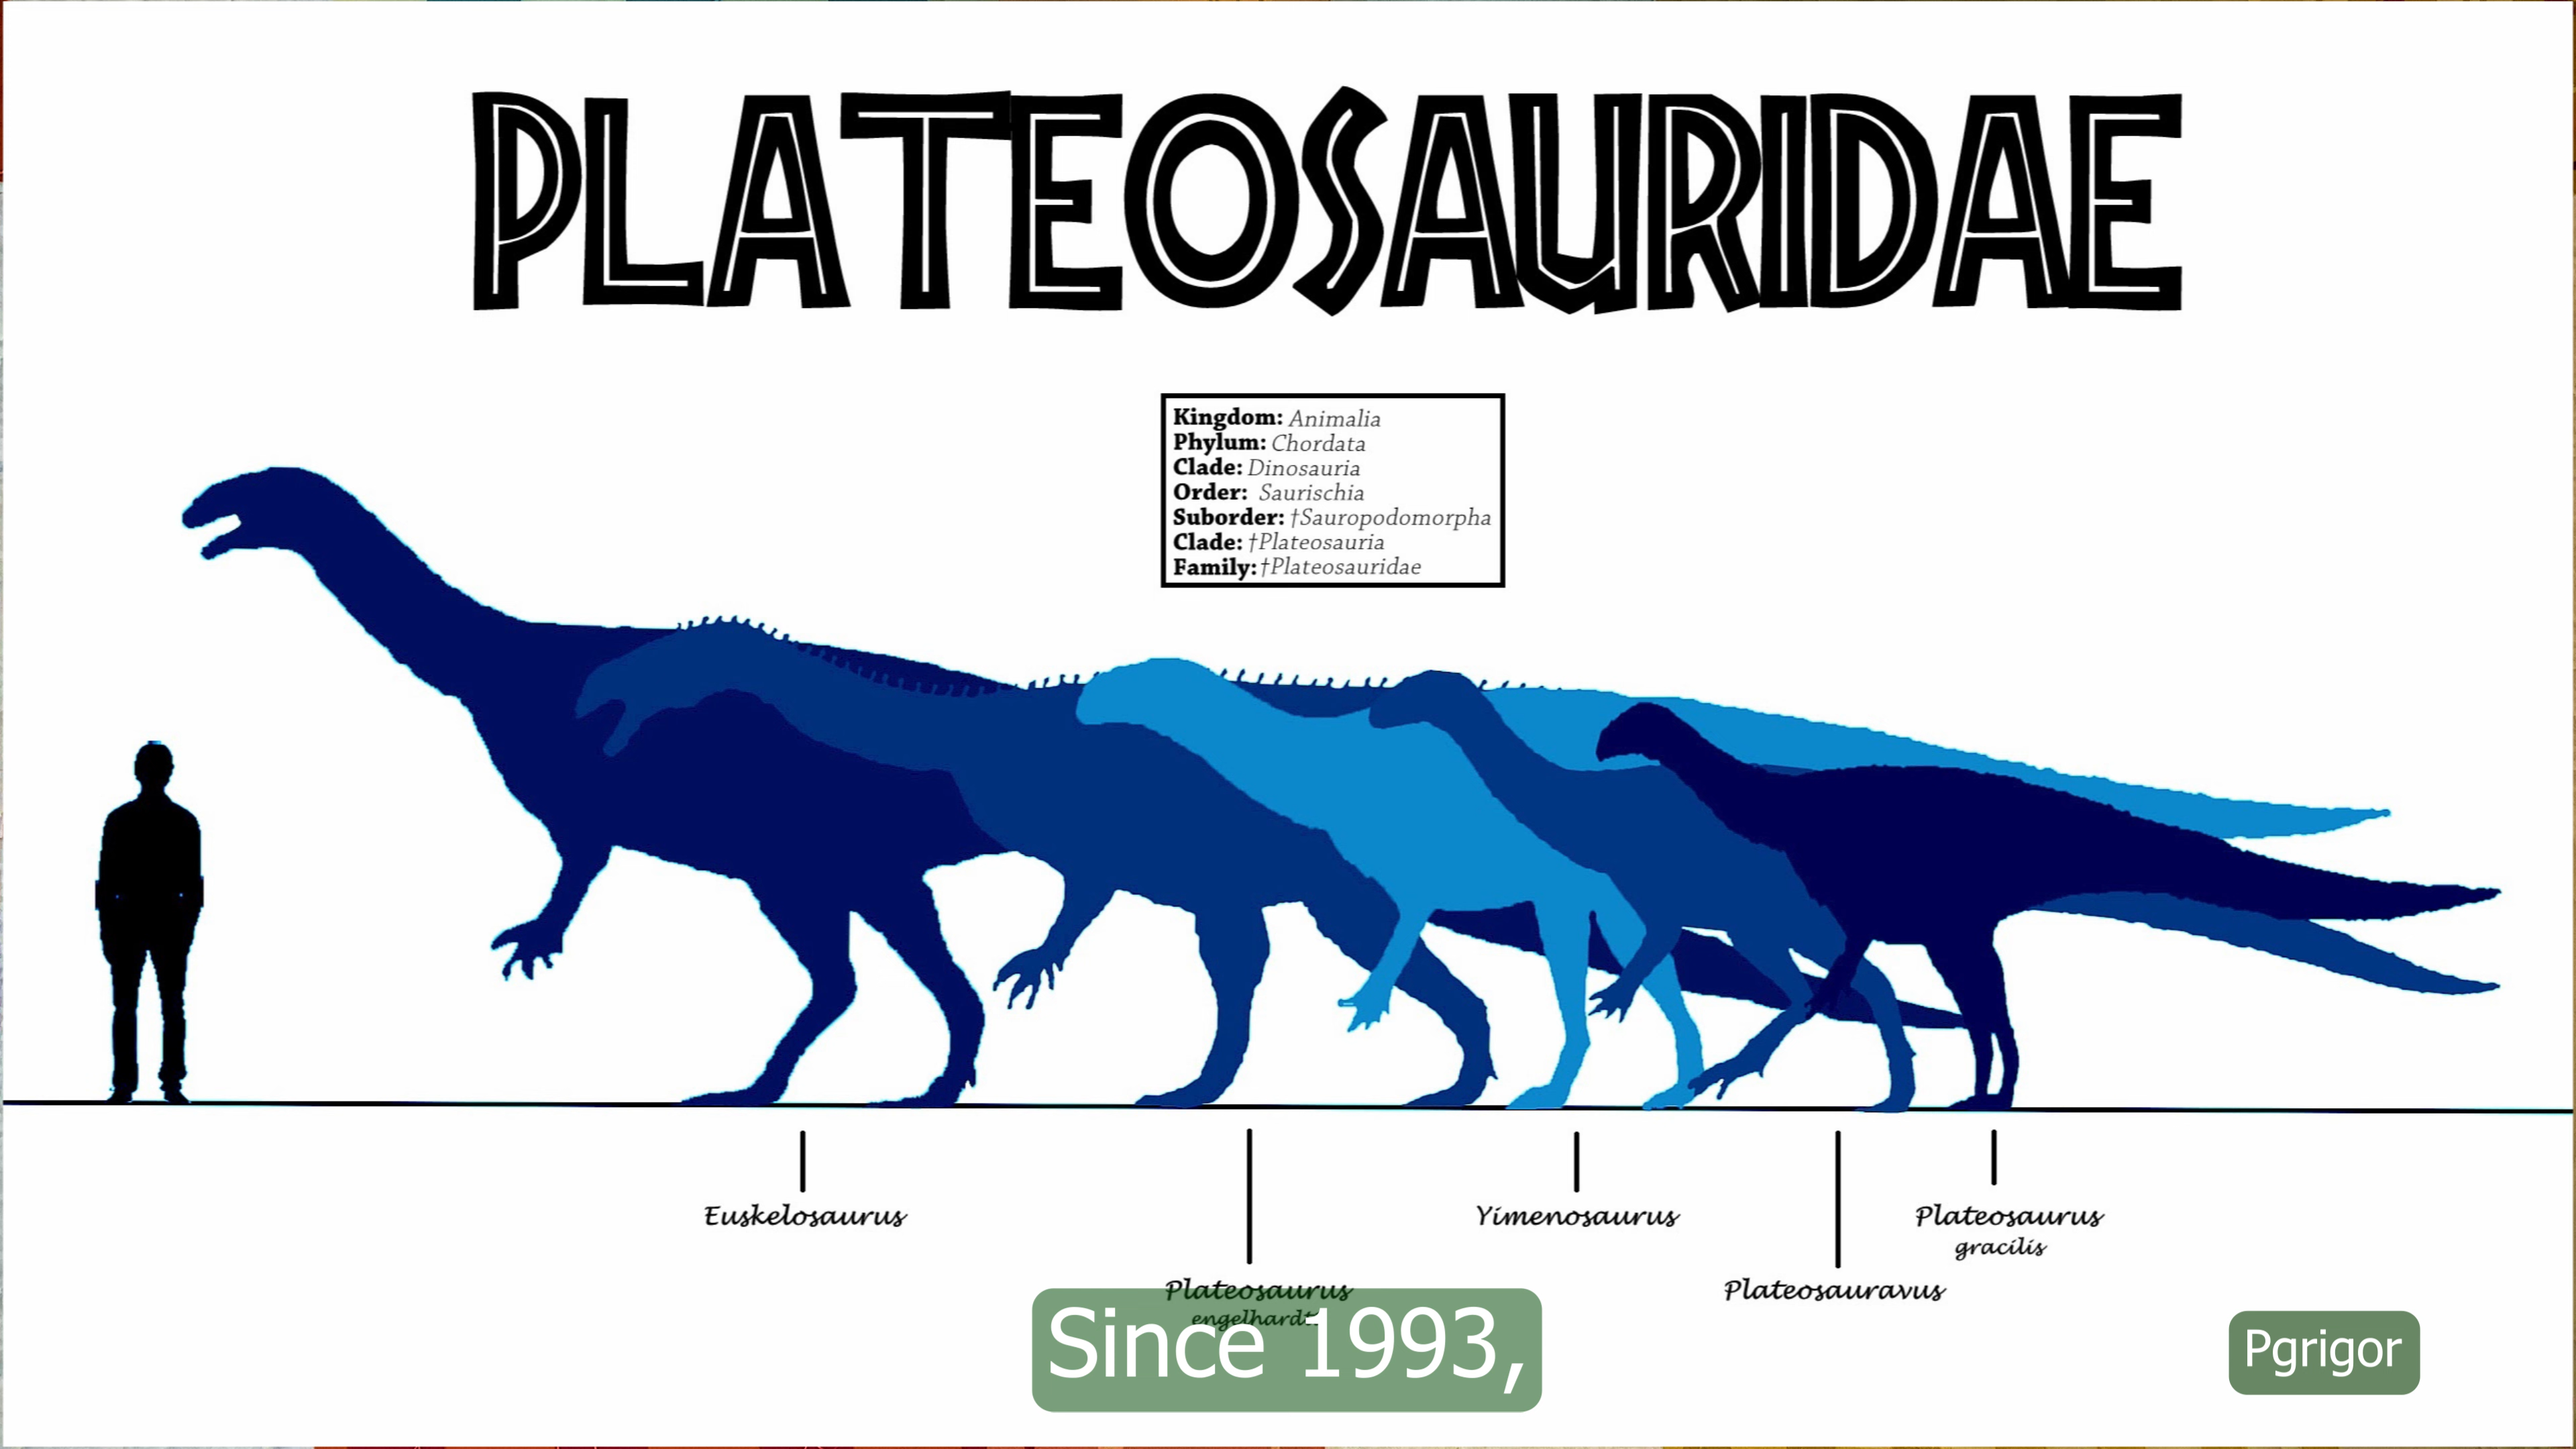 PLATEOSAURIDAE
Kingdom: Animalia
Phylum: Chordata
Clade: Dinosauria
Order: Saurischia
Suborder: †Sauropodomorpha
Clade: †Plateosauria
Family: †Plateosauridae
Euskelosaurus
Yimenosaurus
Plateosaurus
gracilis
Plateosaurus
Plateosauravus
Since 1993,
Pgrigor